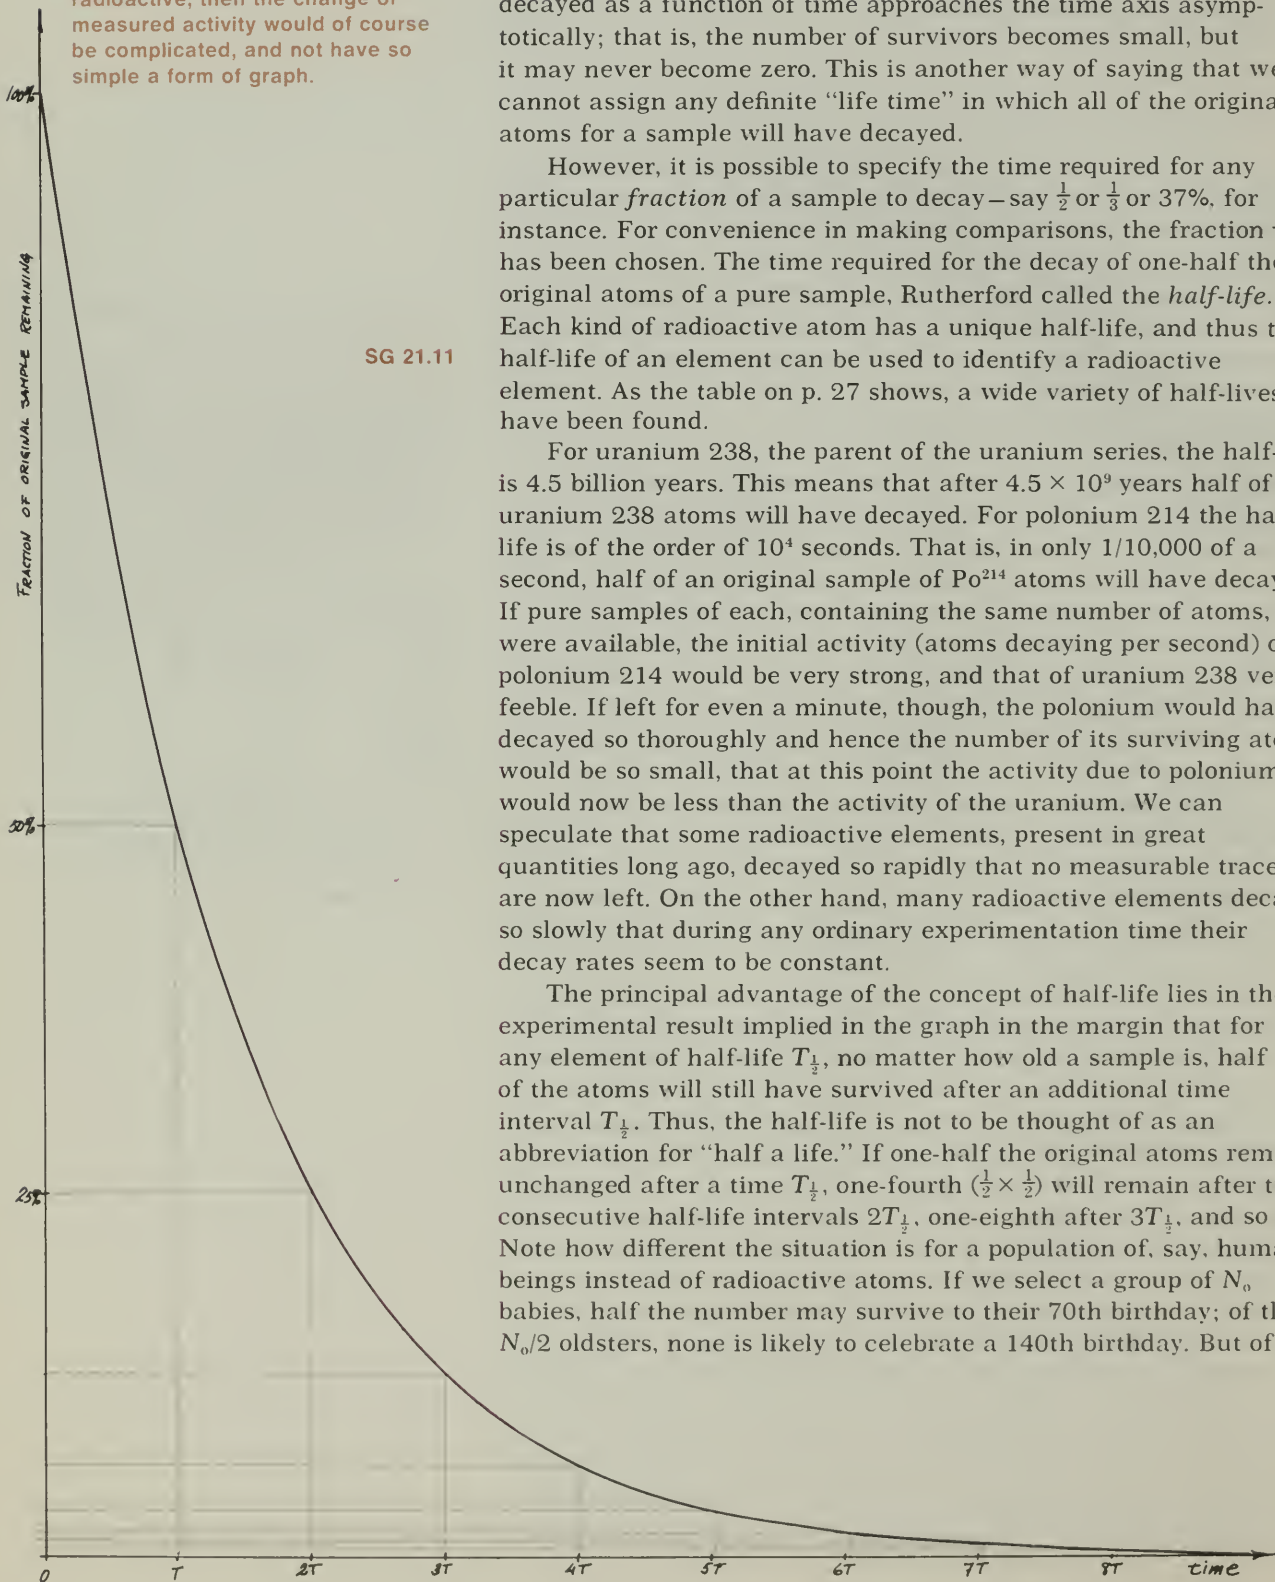 radioactive, then the change of
measured activity would of course
be complicated, and not have so
simple a form of graph.
decayed as a function of time approaches the time axis asymp-
totically; that is, the number of survivors becomes small, but
it may never become zero. This is another way of saying that we
cannot assign any definite “life time” in which all of the origina
atoms for a sample will have decayed.
However, it is possible to specify the time required for any
particular fraction of a sample to decay—say ½ or ⅓ or 37%, for
instance. For convenience in making comparisons, the fraction
has been chosen. The time required for the decay of one-half the
original atoms of a pure sample, Rutherford called the half-life.
Each kind of radioactive atom has a unique half-life, and thus t
SG 21.11
half-life of an element can be used to identify a radioactive
element. As the table on p. 27 shows, a wide variety of half-lives
have been found.
For uranium 238, the parent of the uranium series, the half-
is 4.5 billion years. This means that after 4.5 × 10⁹ years half of
uranium 238 atoms will have decayed. For polonium 214 the ha
life is of the order of 10⁴ seconds. That is, in only 1/10,000 of a
second, half of an original sample of Po²¹⁴ atoms will have decay
If pure samples of each, containing the same number of atoms,
were available, the initial activity (atoms decaying per second) o
polonium 214 would be very strong, and that of uranium 238 ve
feeble. If left for even a minute, though, the polonium would ha
decayed so thoroughly and hence the number of its surviving ato
would be so small, that at this point the activity due to polonium
would now be less than the activity of the uranium. We can
speculate that some radioactive elements, present in great
quantities long ago, decayed so rapidly that no measurable trace
are now left. On the other hand, many radioactive elements deca
so slowly that during any ordinary experimentation time their
decay rates seem to be constant.
The principal advantage of the concept of half-life lies in th
experimental result implied in the graph in the margin that for
any element of half-life T½, no matter how old a sample is, half
of the atoms will still have survived after an additional time
interval T½. Thus, the half-life is not to be thought of as an
abbreviation for “half a life.” If one-half the original atoms rem
unchanged after a time T½, one-fourth (½ × ½) will remain after t
consecutive half-life intervals 2T½, one-eighth after 3T½, and so
Note how different the situation is for a population of, say, huma
beings instead of radioactive atoms. If we select a group of N₀
babies, half the number may survive to their 70th birthday; of th
N₀/2 oldsters, none is likely to celebrate a 140th birthday. But of
FRACTION OF ORIGINAL SAMPLE REMAINING
100%
50%
25%
0 T 2T 3T 4T 5T 6T 7T 8T time